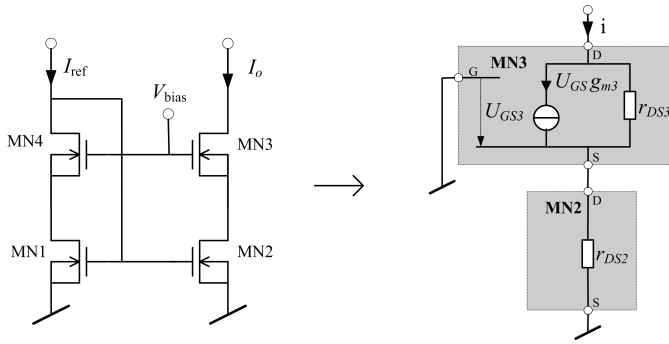 I_ref
I_o
V_bias
MN4
MN3
MN1
MN2
i
D
MN3
G
U_GS g_m3
U_GS3
r_DS3
S
D
MN2
r_DS2
S